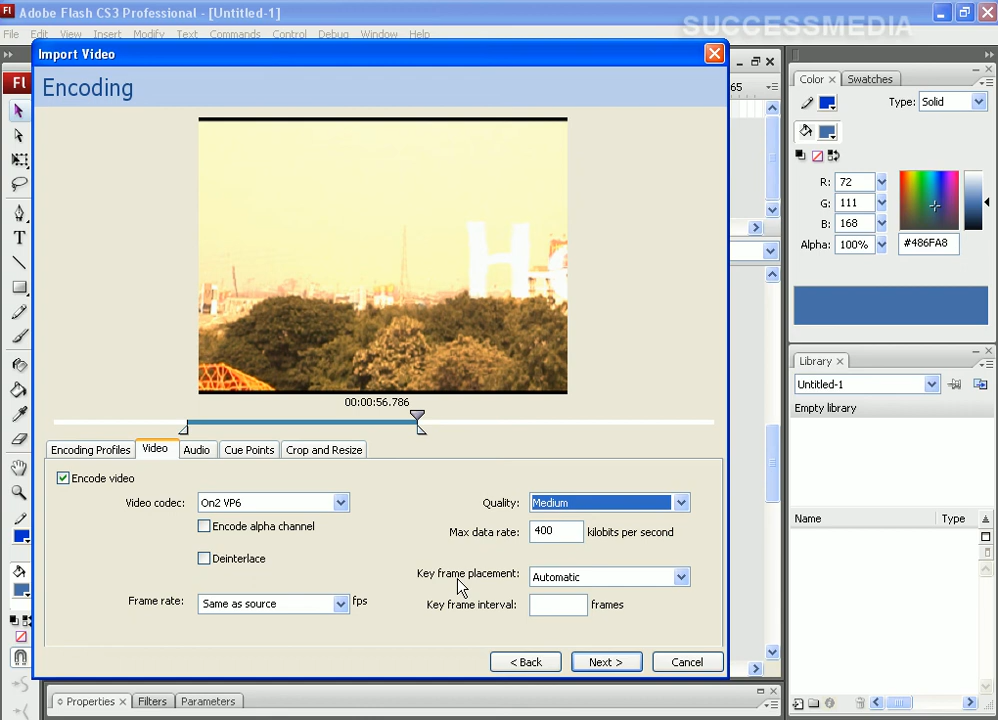 Adobe Flash CS3 Professional - [Untitled-1]
SUCCESSMEDIA
File Edit View Insert Modify Text Commands Control Debug Window Help
Import Video
Encoding
00:00:56.786
Encoding Profiles Video Audio Cue Points Crop and Resize
Encode video
Video codec: On2 VP6
Encode alpha channel
Deinterlace
Frame rate: Same as source fps
Quality: Medium
Max data rate: 400 kilobits per second
Key frame placement: Automatic
Key frame interval: frames
< Back Next > Cancel
Properties Filters Parameters
Fl
T
65
Color Swatches
Type: Solid
R: 72
G: 111
B: 168
Alpha: 100% #486FA8
Library
Untitled-1
Empty library
Name Type